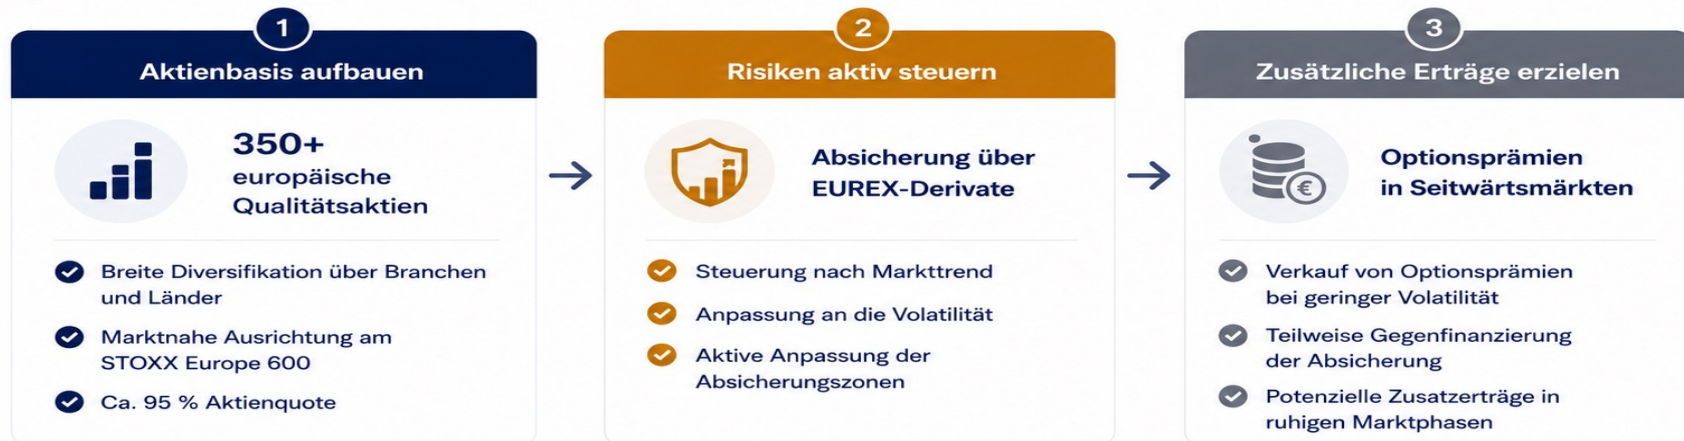 1
Aktienbasis aufbauen
350+
europäische
Qualitätsaktien
Breite Diversifikation über Branchen
und Länder
Marktnahe Ausrichtung am
STOXX Europe 600
Ca. 95 % Aktienquote
2
Risiken aktiv steuern
Absicherung über
EUREX-Derivate
Steuerung nach Markttrend
Anpassung an die Volatilität
Aktive Anpassung der
Absicherungszonen
3
Zusätzliche Erträge erzielen
€
Optionsprämien
in Seitwärtsmärkten
Verkauf von Optionsprämien
bei geringer Volatilität
Teilweise Gegenfinanzierung
der Absicherung
Potenzielle Zusatzerträge in
ruhigen Marktphasen